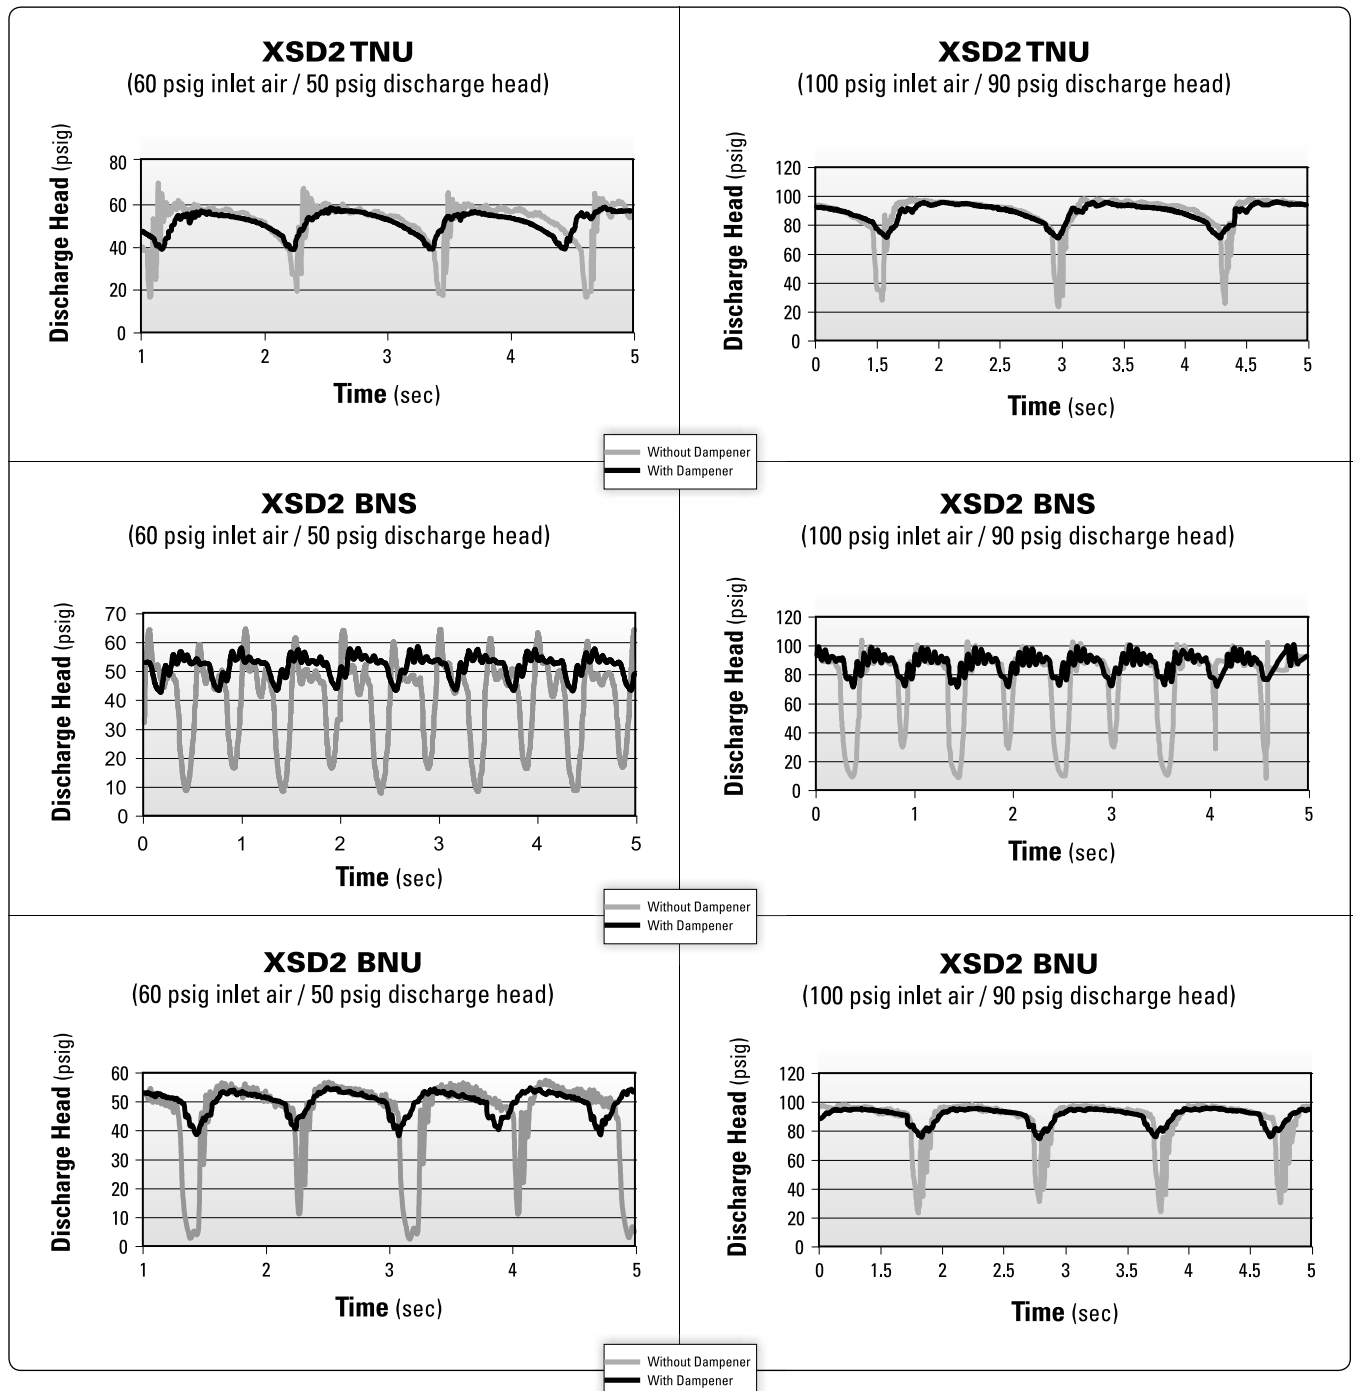 XSD2 TNU
(60 psig inlet air / 50 psig discharge head)
Discharge Head (psig)
80
60
40
20
0
1
2
3
4
5
Time (sec)
XSD2 TNU
(100 psig inlet air / 90 psig discharge head)
Discharge Head (psig)
120
100
80
60
40
20
0
0
1.5
2
2.5
3
3.5
4
4.5
5
Time (sec)
Without Dampener
With Dampener
XSD2 BNS
(60 psig inlet air / 50 psig discharge head)
Discharge Head (psig)
70
60
50
40
30
20
10
0
0
1
2
3
4
5
Time (sec)
XSD2 BNS
(100 psig inlet air / 90 psig discharge head)
Discharge Head (psig)
120
100
80
60
40
20
0
0
1
2
3
4
5
Time (sec)
Without Dampener
With Dampener
XSD2 BNU
(60 psig inlet air / 50 psig discharge head)
Discharge Head (psig)
60
50
40
30
20
10
0
1
2
3
4
5
Time (sec)
XSD2 BNU
(100 psig inlet air / 90 psig discharge head)
Discharge Head (psig)
120
100
80
60
40
20
0
0
1.5
2
2.5
3
3.5
4
4.5
5
Time (sec)
Without Dampener
With Dampener